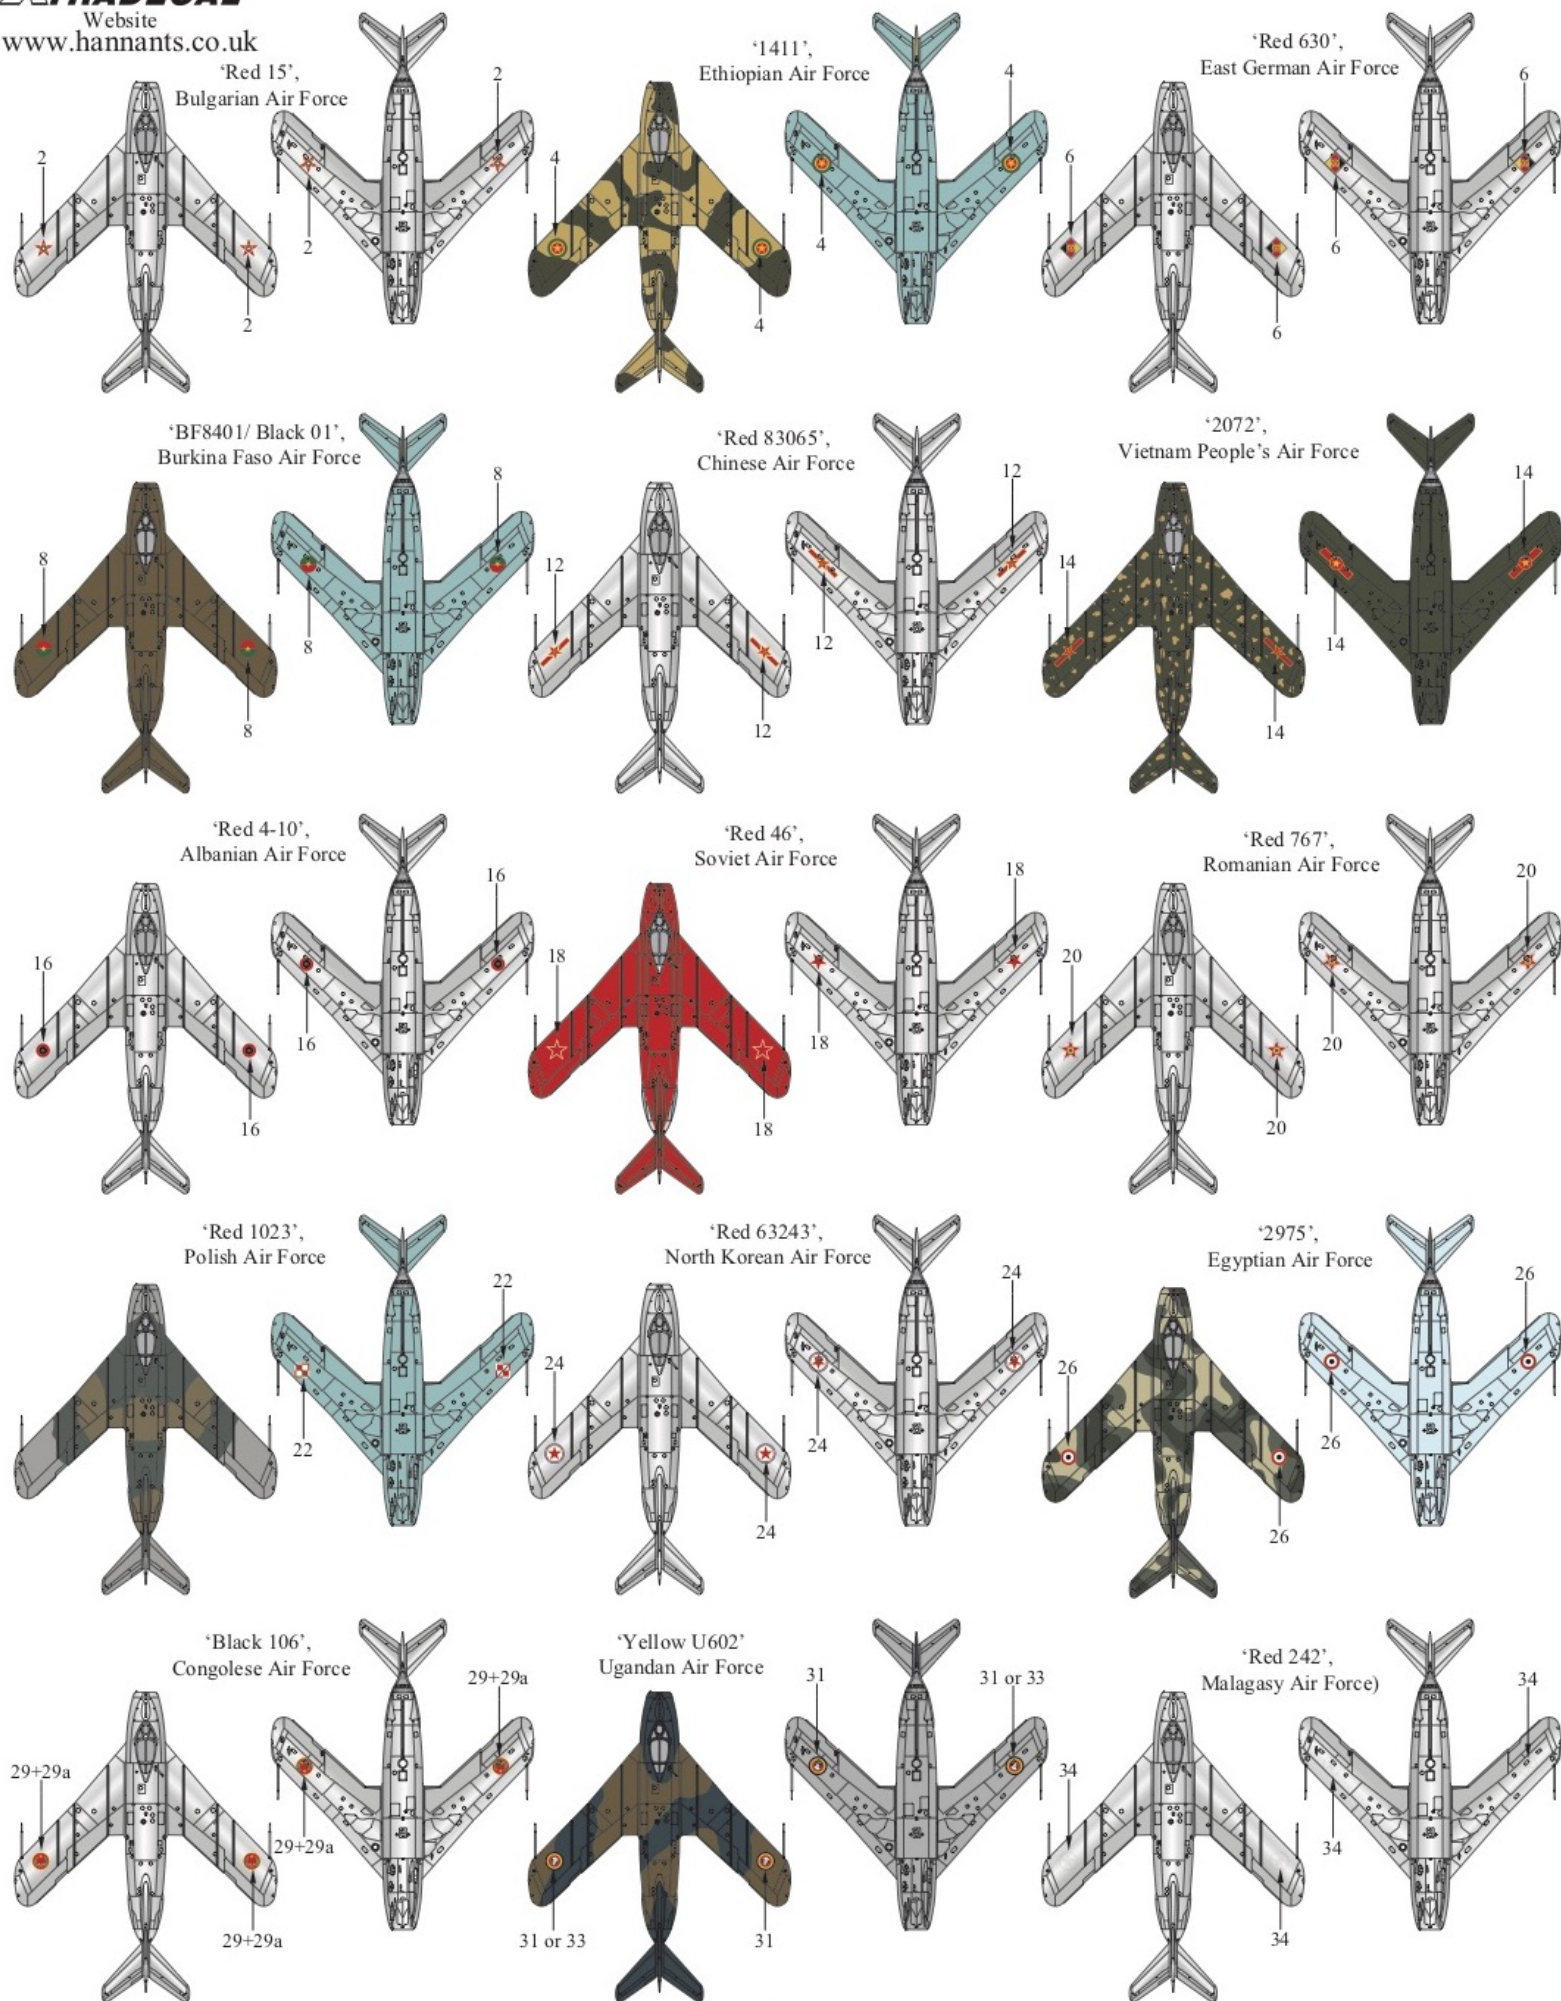 XTRADECAL
Website
www.hannants.co.uk
‘Red 15’,
Bulgarian Air Force
2
2
2
2
‘1411’,
Ethiopian Air Force
4
4
4
4
‘Red 630’,
East German Air Force
6
6
6
6
‘BF8401/ Black 01’,
Burkina Faso Air Force
8
8
8
8
‘Red 83065’,
Chinese Air Force
12
12
12
12
‘2072’,
Vietnam People’s Air Force
14
14
14
14
‘Red 4-10’,
Albanian Air Force
16
16
16
16
‘Red 46’,
Soviet Air Force
18
18
18
18
‘Red 767’,
Romanian Air Force
20
20
20
20
‘Red 1023’,
Polish Air Force
22
22
‘Red 63243’,
North Korean Air Force
24
24
24
24
‘2975’,
Egyptian Air Force
26
26
26
26
‘Black 106’,
Congolese Air Force
29+29a
29+29a
29+29a
29+29a
‘Yellow U602’
Ugandan Air Force
31
31 or 33
31 or 33
31
‘Red 242’,
Malagasy Air Force)
34
34
34
34